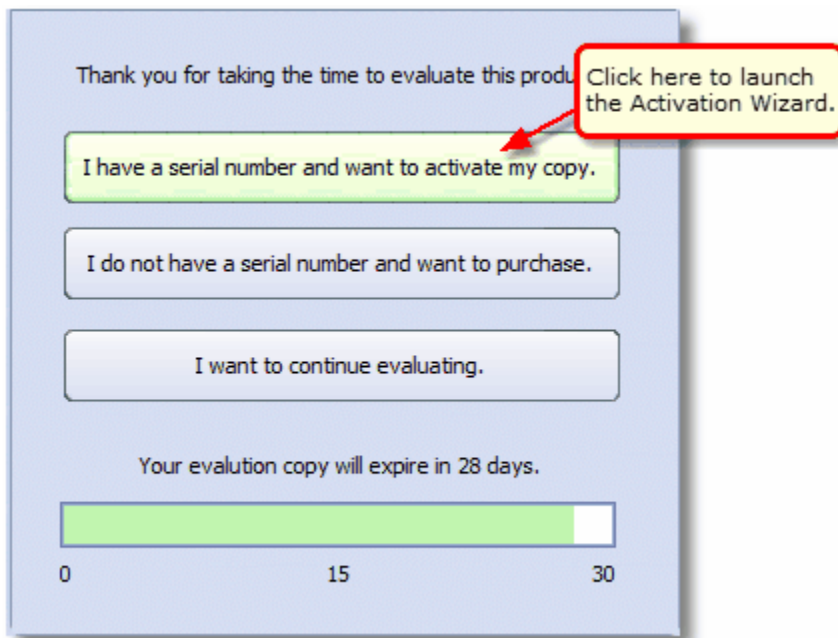 Thank you for taking the time to evaluate this produ
Click here to launch
the Activation Wizard.
I have a serial number and want to activate my copy.
I do not have a serial number and want to purchase.
I want to continue evaluating.
Your evalution copy will expire in 28 days.
0 15 30